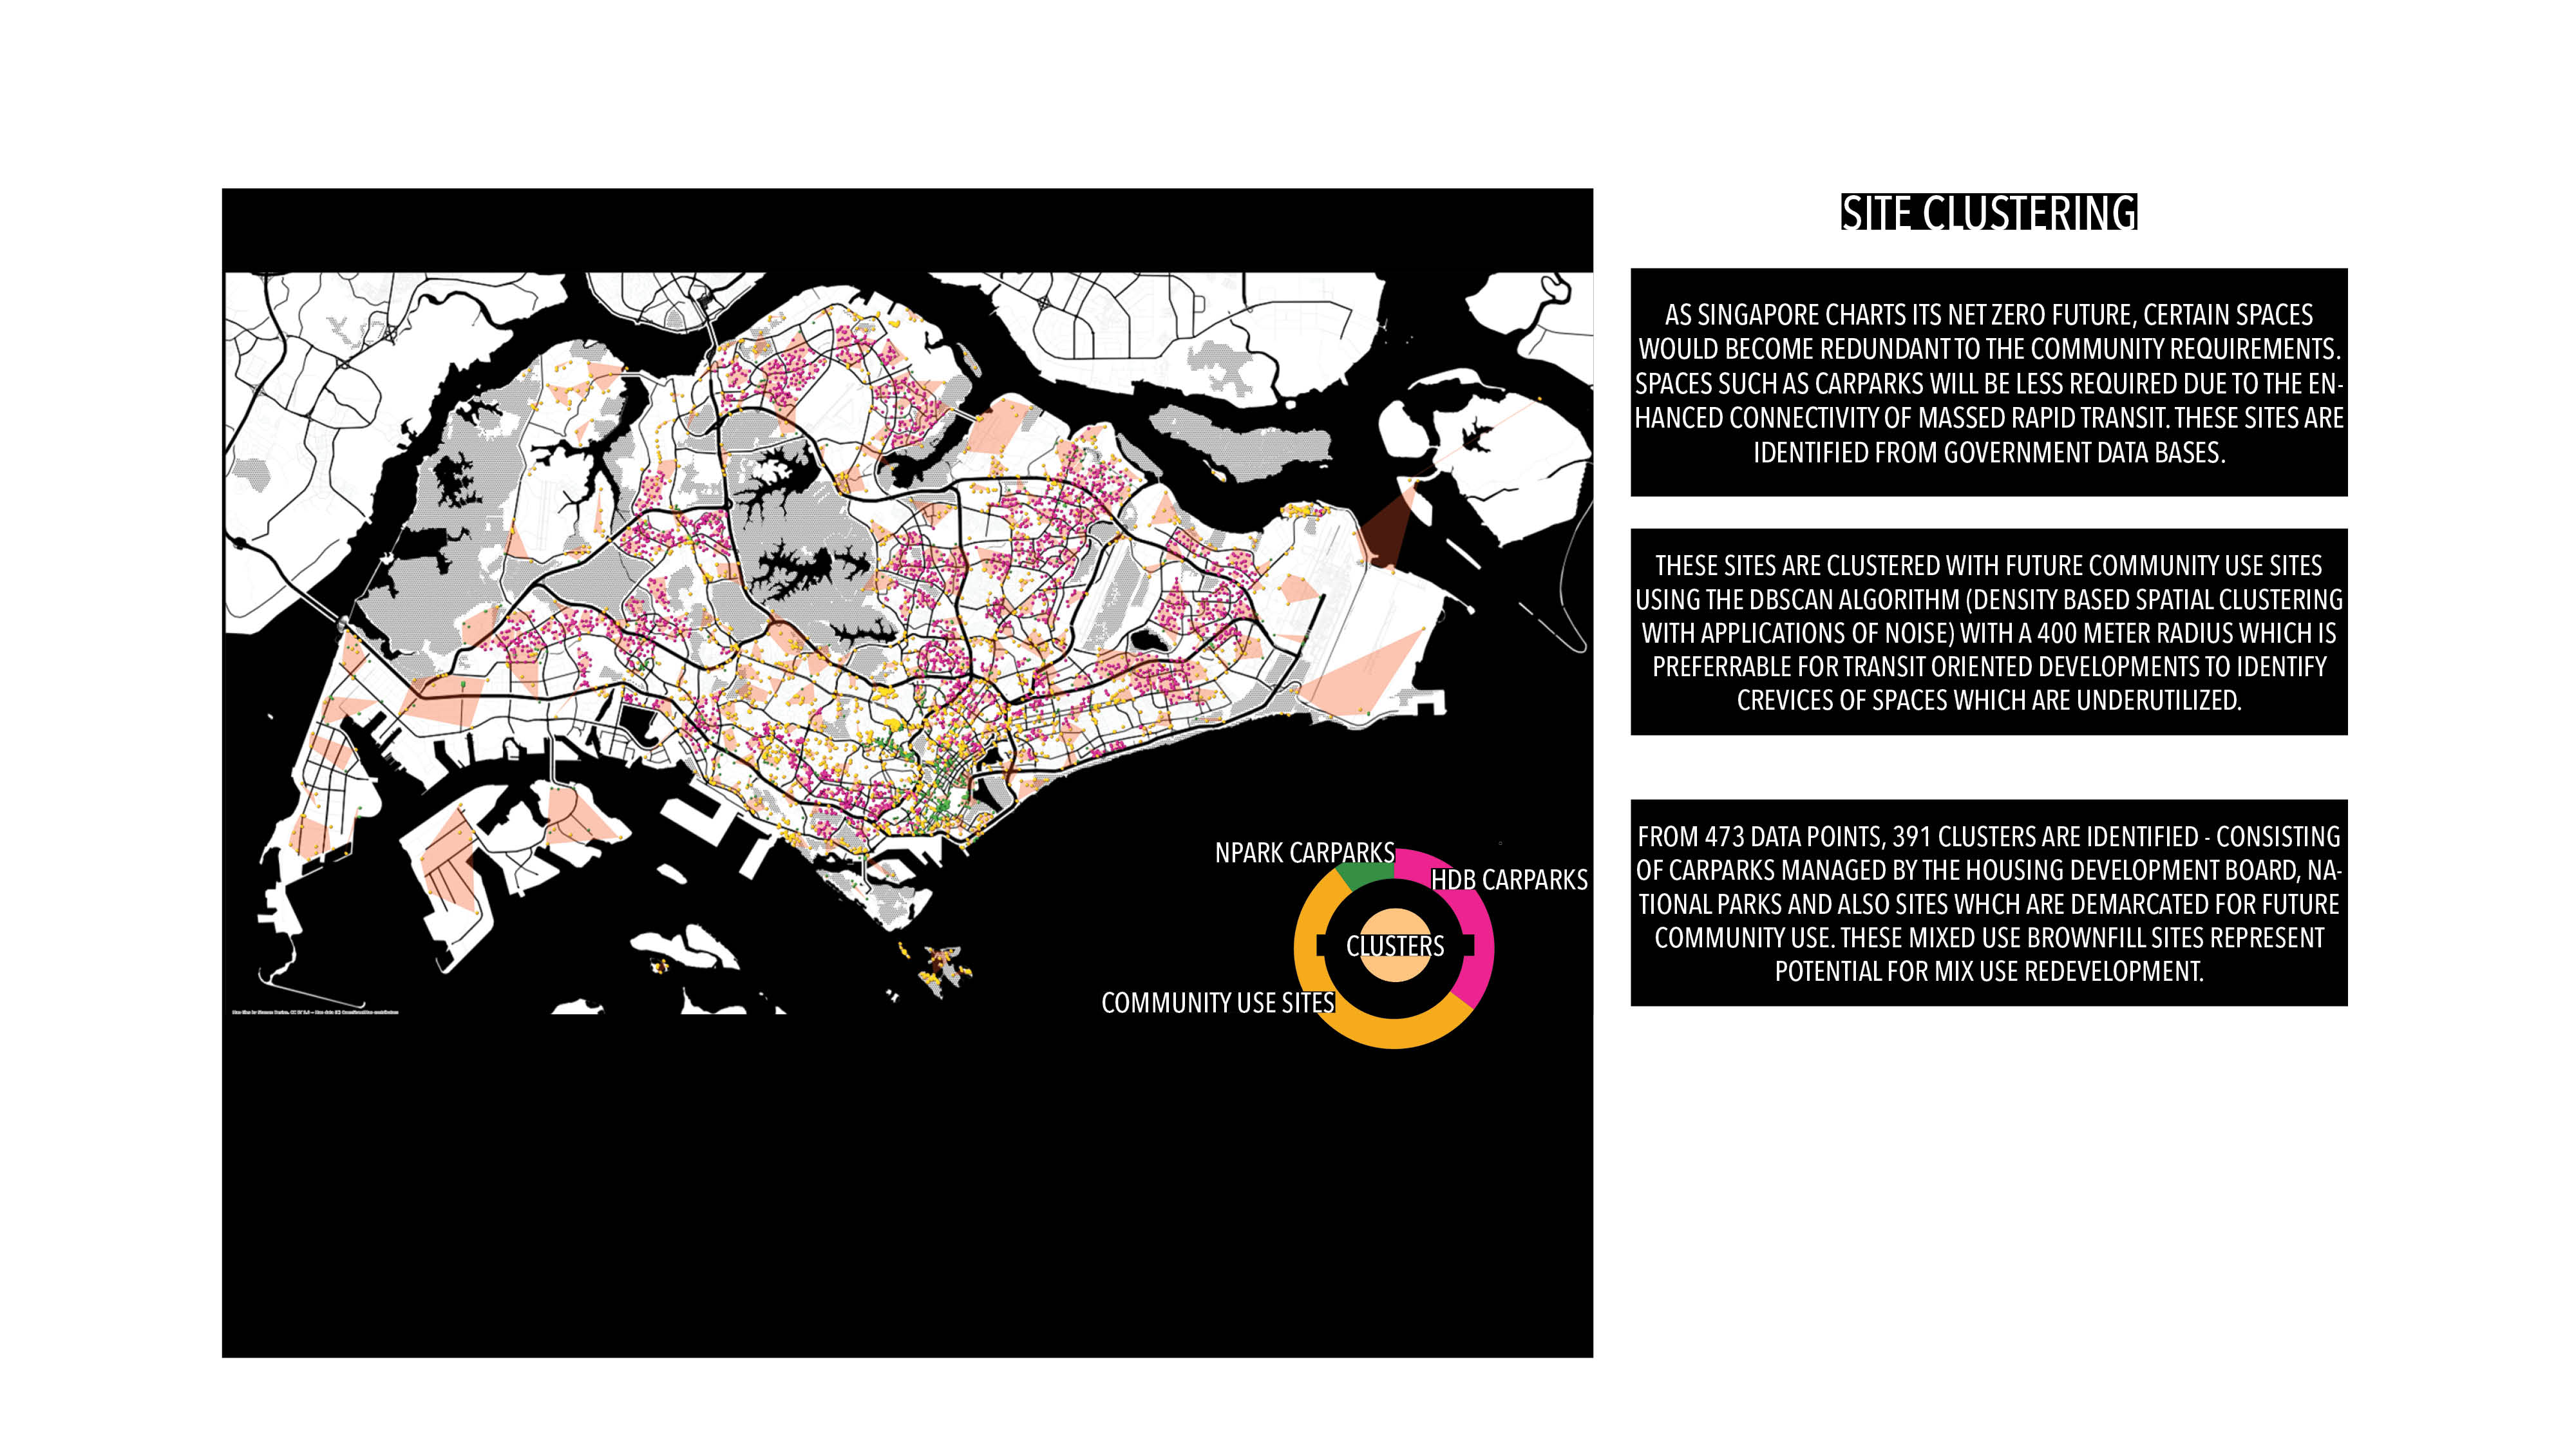 SITE CLUSTERING
AS SINGAPORE CHARTS ITS NET ZERO FUTURE, CERTAIN SPACES
WOULD BECOME REDUNDANT TO THE COMMUNITY REQUIREMENTS.
SPACES SUCH AS CARPARKS WILL BE LESS REQUIRED DUE TO THE EN-
HANCED CONNECTIVITY OF MASSED RAPID TRANSIT. THESE SITES ARE
IDENTIFIED FROM GOVERNMENT DATA BASES.
THESE SITES ARE CLUSTERED WITH FUTURE COMMUNITY USE SITES
USING THE DBSCAN ALGORITHM (DENSITY BASED SPATIAL CLUSTERING
WITH APPLICATIONS OF NOISE) WITH A 400 METER RADIUS WHICH IS
PREFERRABLE FOR TRANSIT ORIENTED DEVELOPMENTS TO IDENTIFY
CREVICES OF SPACES WHICH ARE UNDERUTILIZED.
FROM 473 DATA POINTS, 391 CLUSTERS ARE IDENTIFIED - CONSISTING
OF CARPARKS MANAGED BY THE HOUSING DEVELOPMENT BOARD, NA-
TIONAL PARKS AND ALSO SITES WHCH ARE DEMARCATED FOR FUTURE
COMMUNITY USE. THESE MIXED USE BROWNFILL SITES REPRESENT
POTENTIAL FOR MIX USE REDEVELOPMENT.
NPARK CARPARKS
HDB CARPARKS
CLUSTERS
COMMUNITY USE SITES